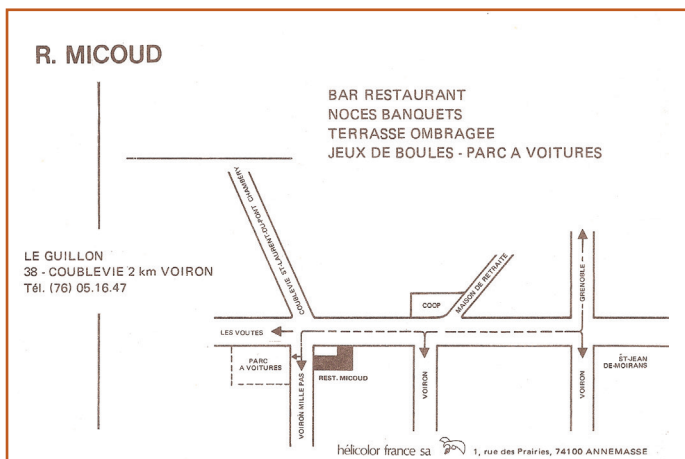 R. MICOUD
BAR RESTAURANT
NOCES BANQUETS
TERRASSE OMBRAGEE
JEUX DE BOULES - PARC A VOITURES
LE GUILLON
38 - COUBLEVIE 2 km VOIRON
Tél. (76) 05.16.47
COUBLEVIE ST-LAURENT-DU-PONT CHAMBERY
COOP
MAISON DE RETRAITE
GRENOBLE
LES VOUTES
PARC
A VOITURES
VOIRON MILLE PAS
REST. MICOUD
VOIRON
VOIRON
ST-JEAN
DE-MOIRANS
hélicolor france sa
1, rue des Prairies, 74100 ANNEMASSE